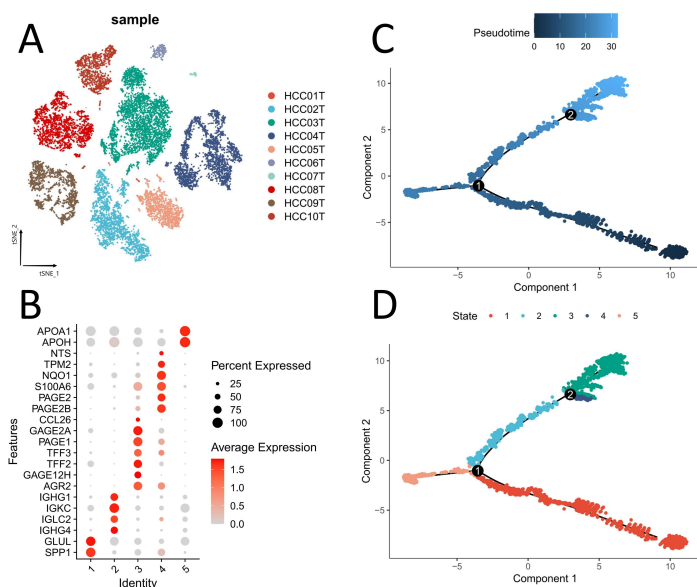 A
sample
HCC01T
HCC02T
HCC03T
HCC04T
HCC05T
HCC06T
HCC07T
HCC08T
HCC09T
HCC10T
tSNE_2
tSNE_1
B
APOA1
APOH
NTS
TPM2
NQO1
S100A6
PAGE2
PAGE2B
CCL26
GAGE2A
PAGE1
TFF3
TFF2
GAGE12H
AGR2
IGHG1
IGKC
IGLC2
IGHG4
GLUL
SPP1
Features
1 2 3 4 5
Identity
Percent Expressed
25
50
75
100
Average Expression
1.5
1.0
0.5
0.0
C
Pseudotime
0 10 20 30
10
5
0
−5
Component 2
1
2
−5 0 5 10
Component 1
D
State 1 2 3 4 5
10
5
0
−5
Component 2
1
2
−5 0 5 10
Component 1